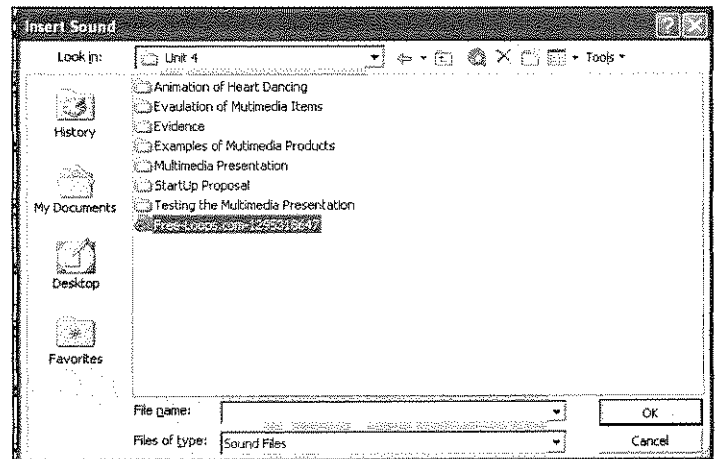 Insert Sound
Look in: Unit 4 Tools
Animation of Heart Dancing
Evaulation of Mutimedia Items
Evidence
Examples of Mutimedia Products
Multimedia Presentation
StartUp Proposal
Testing the Multimedia Presentation
History
My Documents
Desktop
Favorites
File name: OK
Files of type: Sound Files Cancel